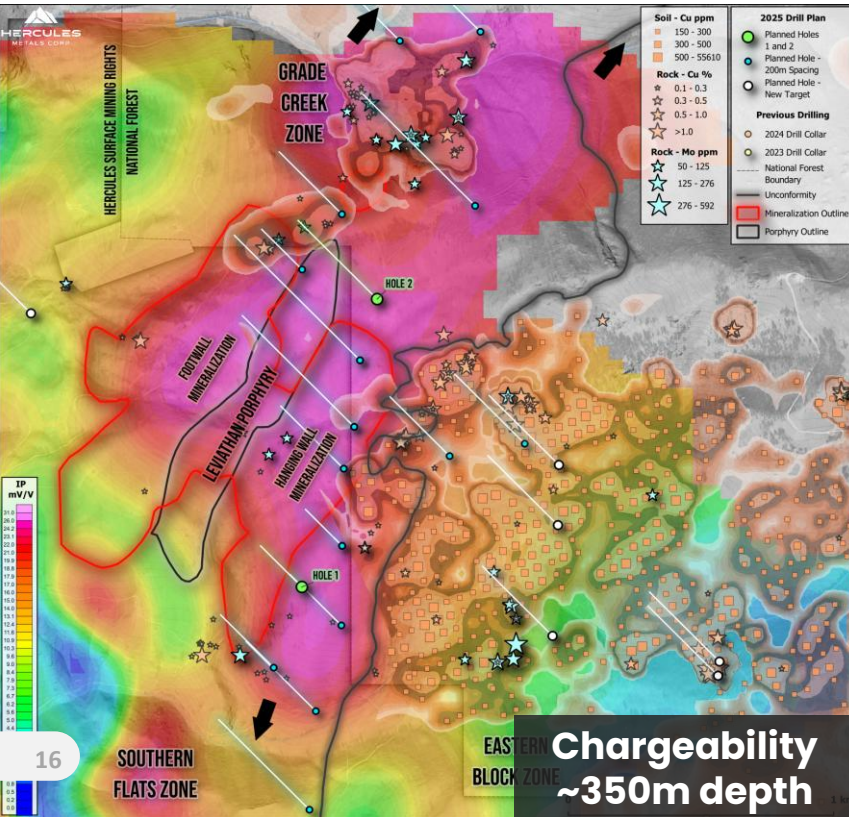 HERCULES
METALS CORP
HERCULES SURFACE MINING RIGHTS
NATIONAL FOREST
GRADE
CREEK
ZONE
Soil - Cu ppm
150 - 300
300 - 500
500 - 55610
Rock - Cu %
0.1 - 0.3
0.3 - 0.5
0.5 - 1.0
>1.0
Rock - Mo ppm
50 - 125
125 - 276
276 - 592
2025 Drill Plan
Planned Holes
1 and 2
Planned Hole -
200m Spacing
Planned Hole -
New Target
Previous Drilling
2024 Drill Collar
2023 Drill Collar
National Forest
Boundary
Unconformity
Mineralization Outline
Porphyry Outline
HOLE 2
FOOTWALL
MINERALIZATION
LEVIATHAN PORPHYRY
HANGING WALL
MINERALIZATION
HOLE 1
IP
mV/V
16
SOUTHERN
FLATS ZONE
EASTERN
BLOCK ZONE
Chargeability
~350m depth